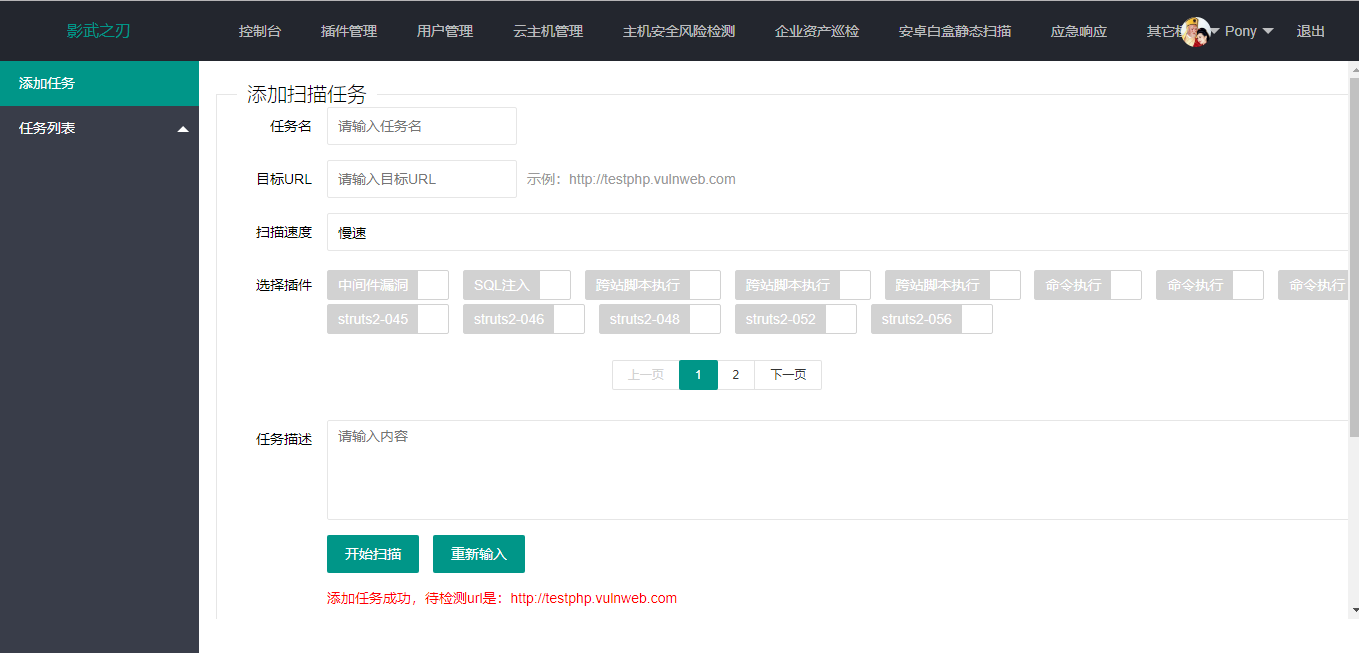 影武之刃 控制台 插件管理 用户管理 云主机管理 主机安全风险检测 企业资产巡检 安卓白盒静态扫描 应急响应 其它 Pony 退出
添加任务
任务列表
添加扫描任务
任务名 请输入任务名
目标URL 请输入目标URL 示例：http://testphp.vulnweb.com
扫描速度 慢速
选择插件 中间件漏洞 SQL注入 跨站脚本执行 跨站脚本执行 跨站脚本执行 命令执行 命令执行 命令执行
struts2-045 struts2-046 struts2-048 struts2-052 struts2-056
上一页 1 2 下一页
任务描述 请输入内容
开始扫描 重新输入
添加任务成功，待检测url是：http://testphp.vulnweb.com